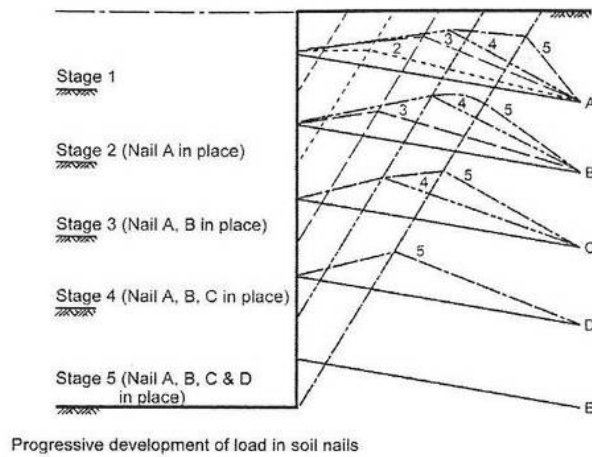 Stage 1
Stage 2 (Nail A in place)
Stage 3 (Nail A, B in place)
Stage 4 (Nail A, B, C in place)
Stage 5 (Nail A, B, C & D
in place)
2
3
4
5
A
3
4
5
B
4
5
C
5
D
E
Progressive development of load in soil nails